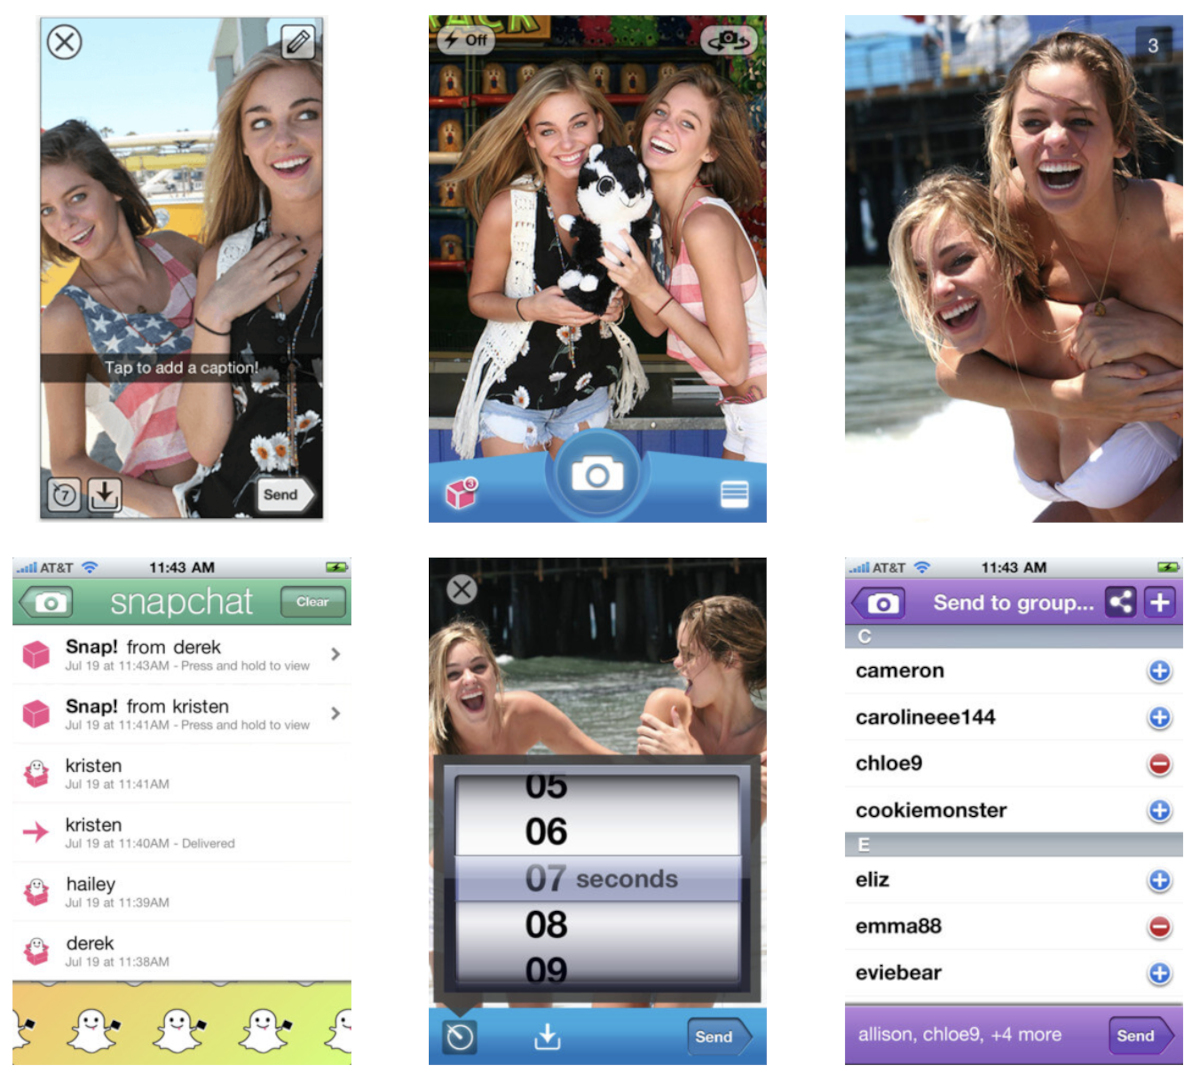 Tap to add a caption!
7
Send
Off
3
3
AT&T 11:43 AM
snapchat Clear
Snap! from derek
Jul 19 at 11:43AM - Press and hold to view
Snap! from kristen
Jul 19 at 11:41AM - Press and hold to view
kristen
Jul 19 at 11:41AM
kristen
Jul 19 at 11:40AM - Delivered
hailey
Jul 19 at 11:39AM
derek
Jul 19 at 11:38AM
05
06
07 seconds
08
09
Send
AT&T 11:43 AM
Send to group...
C
cameron
carolineee144
chloe9
cookiemonster
E
eliz
emma88
eviebear
allison, chloe9, +4 more Send